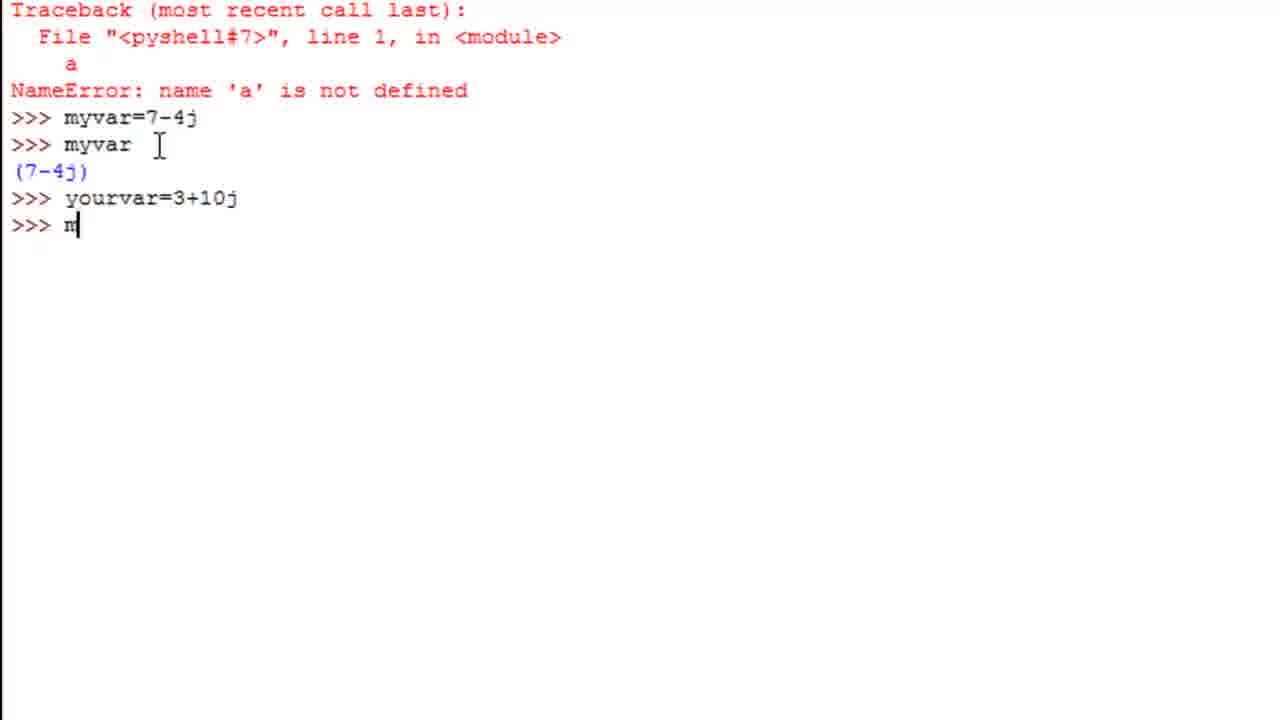 Traceback (most recent call last):
  File "<pyshell#7>", line 1, in <module>
    a
NameError: name 'a' is not defined
>>> myvar=7-4j
>>> myvar
(7-4j)
>>> yourvar=3+10j
>>> m